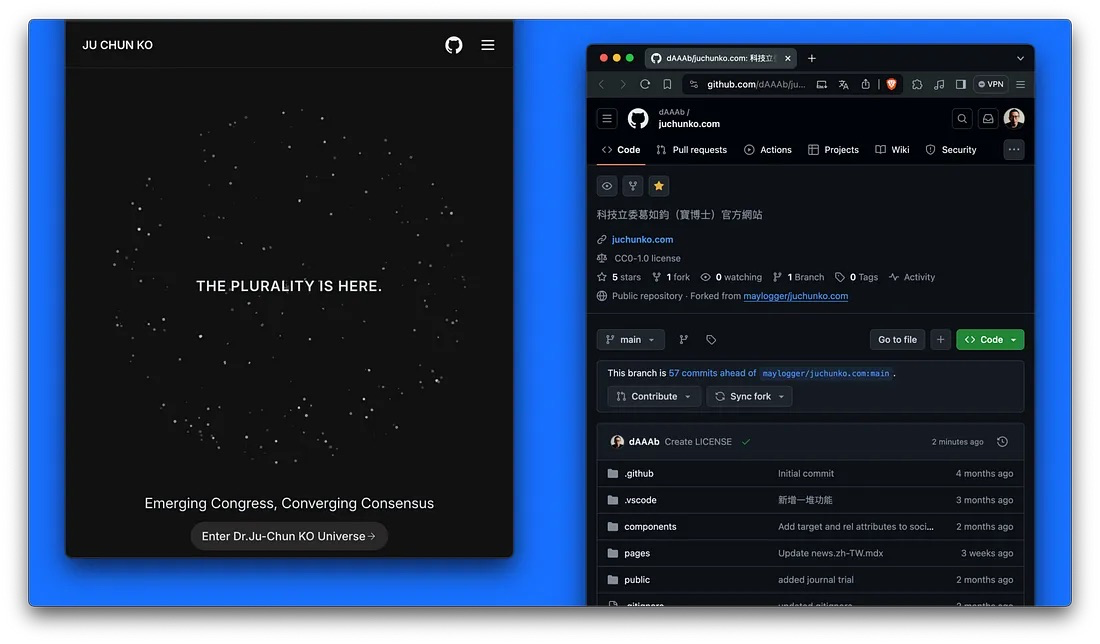 JU CHUN KO
THE PLURALITY IS HERE.
Emerging Congress, Converging Consensus
Enter Dr.Ju-Chun KO Universe→
dAAAb/juchunko.com: 科技立
github.com/dAAAb/ju...
VPN
dAAAb /
juchunko.com
Code Pull requests Actions Projects Wiki Security
科技立委葛如鈞（寶博士）官方網站
juchunko.com
CC0-1.0 license
5 stars 1 fork 0 watching 1 Branch 0 Tags Activity
Public repository · Forked from maylogger/juchunko.com
main Go to file Code
This branch is 57 commits ahead of maylogger/juchunko.com:main .
Contribute Sync fork
dAAAb Create LICENSE 2 minutes ago
.github Initial commit 4 months ago
.vscode 新增一堆功能 3 months ago
components Add target and rel attributes to soci... 2 months ago
pages Update news.zh-TW.mdx 3 weeks ago
public added journal trial 2 months ago
.gitignore updated gitignore 2 months ago